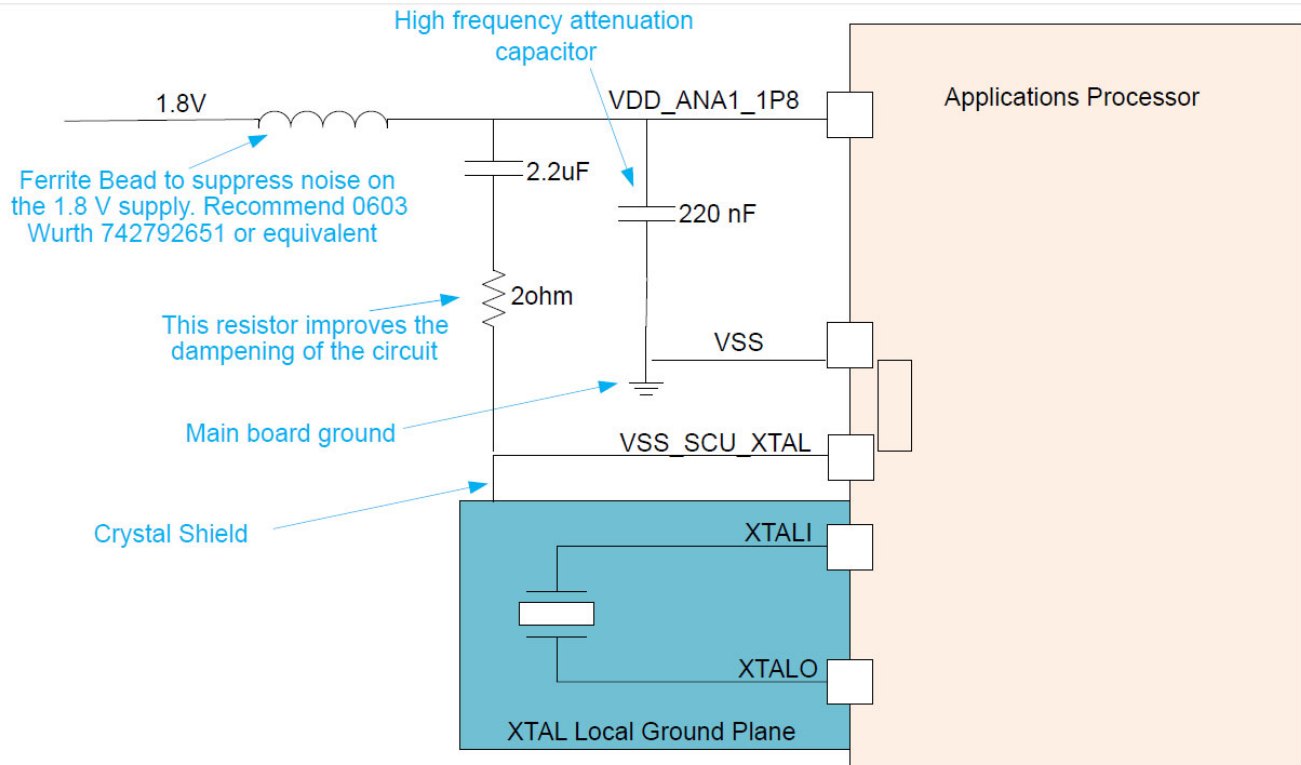 High frequency attenuation
capacitor
1.8V
VDD_ANA1_1P8
Applications Processor
Ferrite Bead to suppress noise on
the 1.8 V supply. Recommend 0603
Wurth 742792651 or equivalent
2.2uF
220 nF
2ohm
This resistor improves the
dampening of the circuit
VSS
Main board ground
VSS_SCU_XTAL
Crystal Shield
XTALI
XTALO
XTAL Local Ground Plane